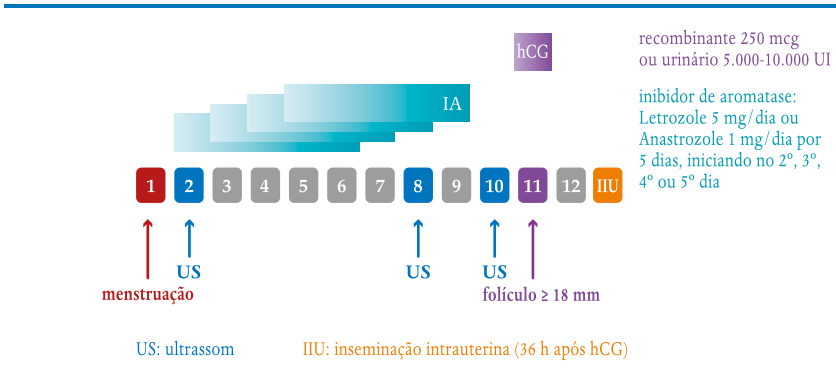 hCG
recombinante 250 mcg
ou urinário 5.000-10.000 UI
IA
inibidor de aromatase:
Letrozole 5 mg/dia ou
Anastrozole 1 mg/dia por
5 dias, iniciando no 2º, 3º,
4º ou 5º dia
1 2 3 4 5 6 7 8 9 10 11 12 IIU
US US US
menstruação folículo ≥ 18 mm
US: ultrassom IIU: inseminação intrauterina (36 h após hCG)